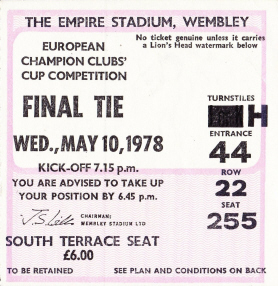 THE EMPIRE STADIUM, WEMBLEY
EUROPEAN
CHAMPION CLUBS'
CUP COMPETITION
No ticket genuine unless it carries
a Lion's Head watermark below
FINAL TIE
WED., MAY 10, 1978
KICK-OFF 7.15 p.m.
YOU ARE ADVISED TO TAKE UP
YOUR POSITION BY 6.45 p.m.
CHAIRMAN:
WEMBLEY STADIUM LTD
TURNSTILES
H
ENTRANCE
44
ROW
22
SEAT
255
SOUTH TERRACE SEAT
£6.00
TO BE RETAINED
SEE PLAN AND CONDITIONS ON BACK